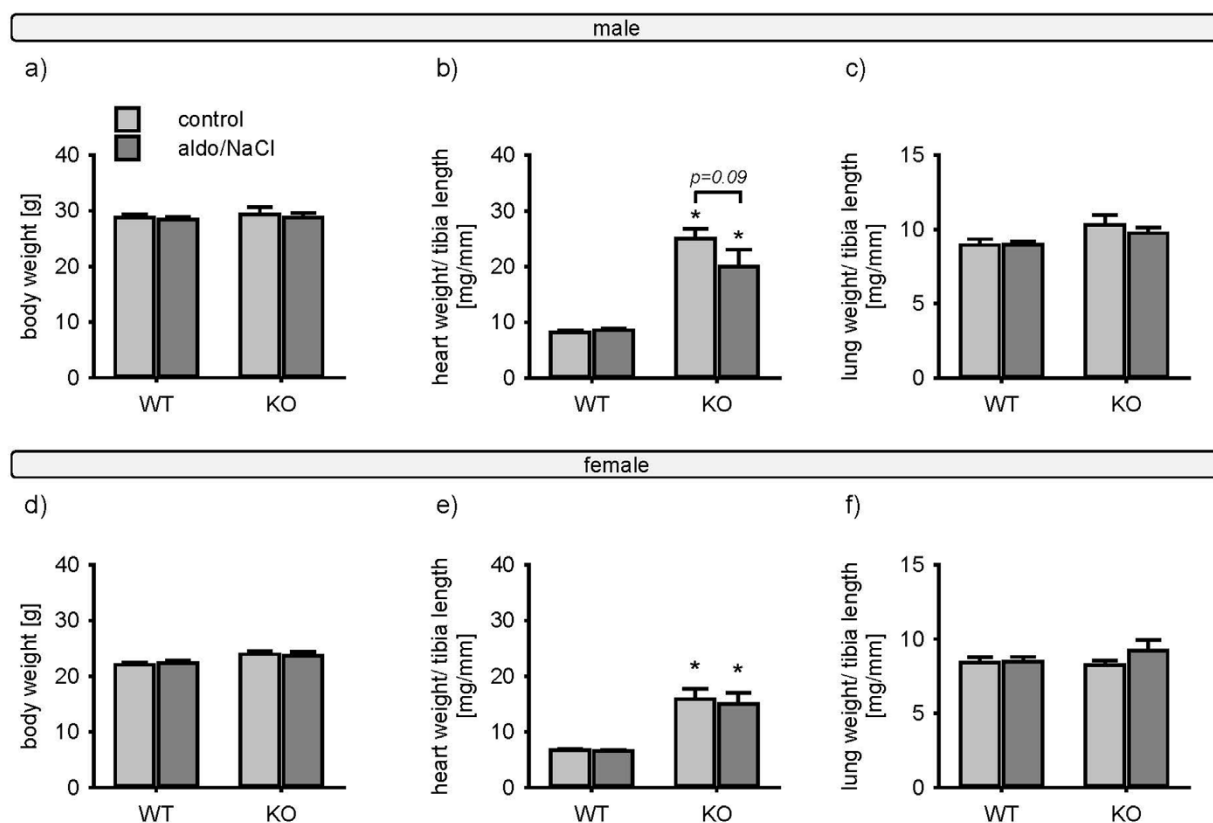 male
a)
b)
c)
control
aldo/NaCl
body weight [g]
40
30
20
10
0
WT
KO
heart weight/ tibia length
[mg/mm]
40
30
20
10
0
p=0.09
*
*
WT
KO
lung weight/ tibia length
[mg/mm]
15
10
5
0
WT
KO
female
d)
e)
f)
body weight [g]
40
30
20
10
0
WT
KO
heart weight/ tibia length
[mg/mm]
40
30
20
10
0
*
*
WT
KO
lung weight/ tibia length
[mg/mm]
15
10
5
0
WT
KO